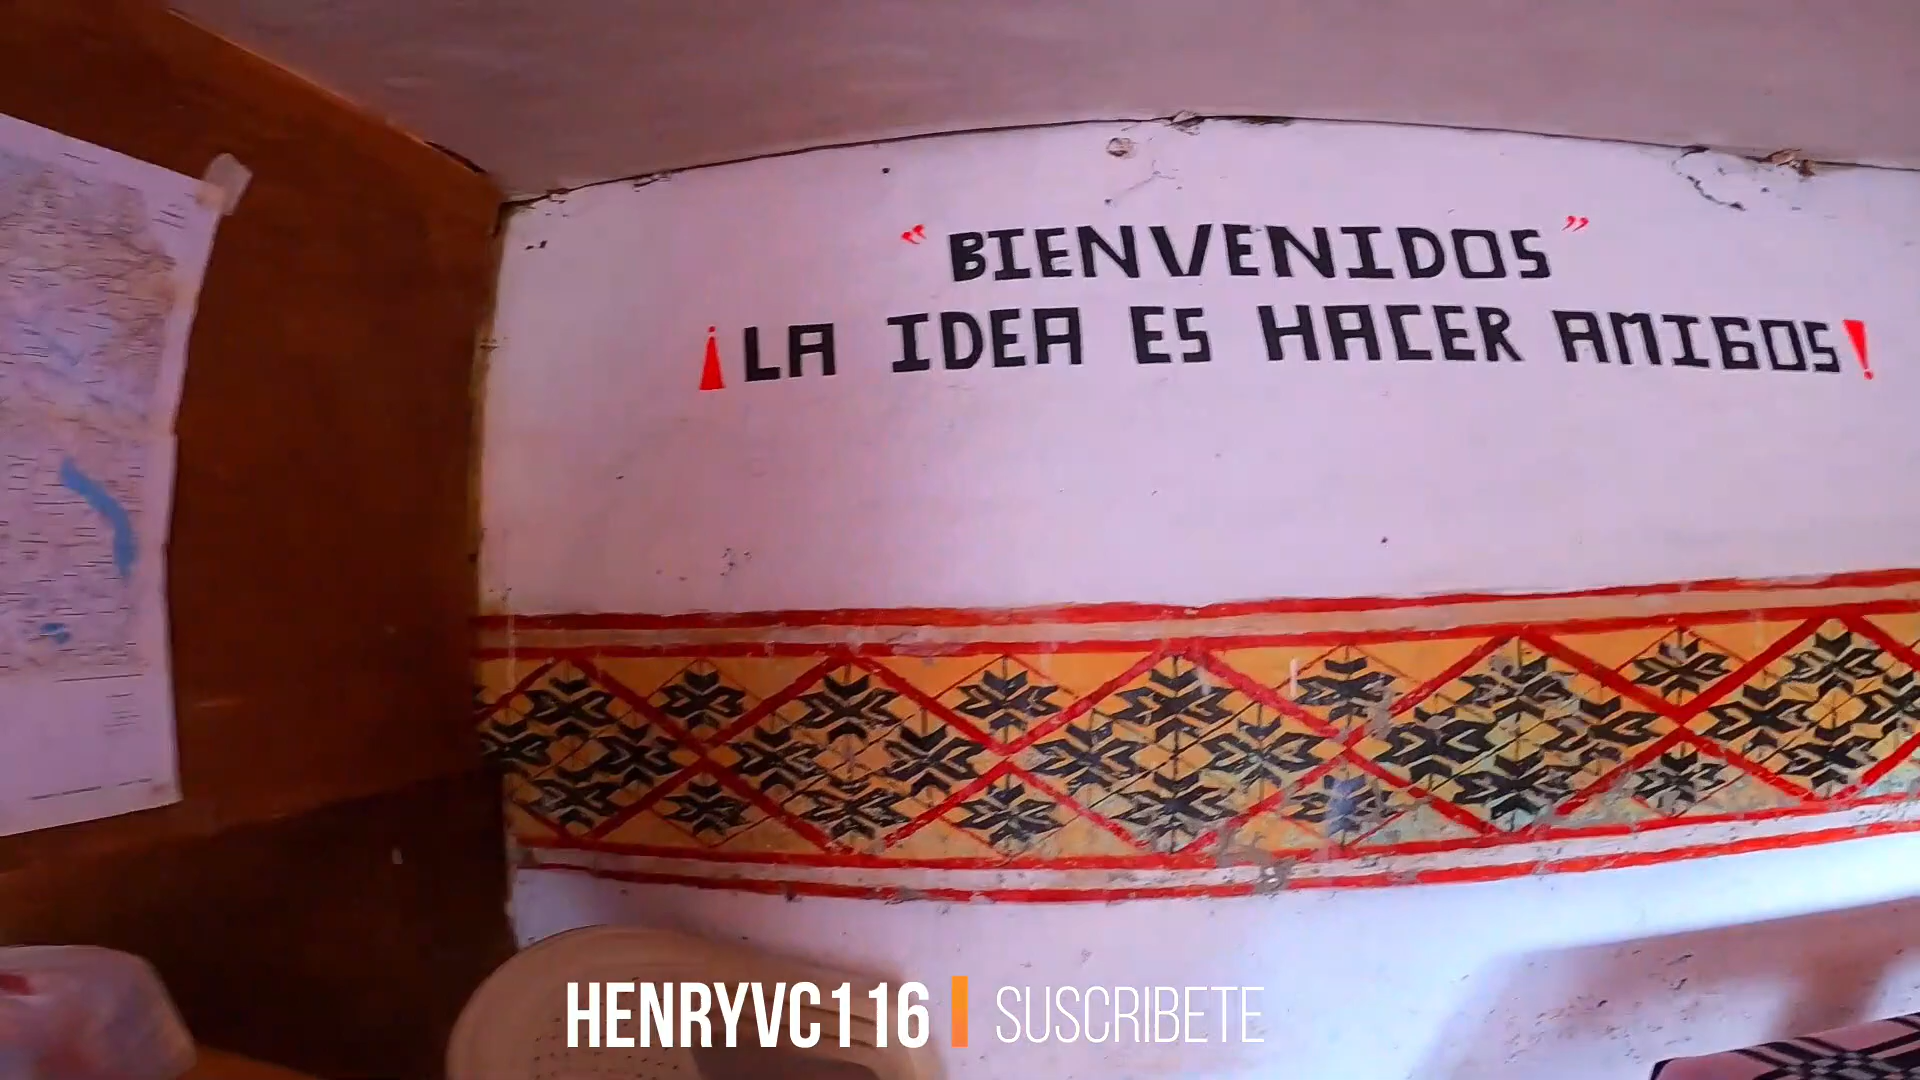 “BIENVENIDOS”
¡LA IDEA ES HACER AMIGOS!
HENRYVC116 | SUSCRIBETE